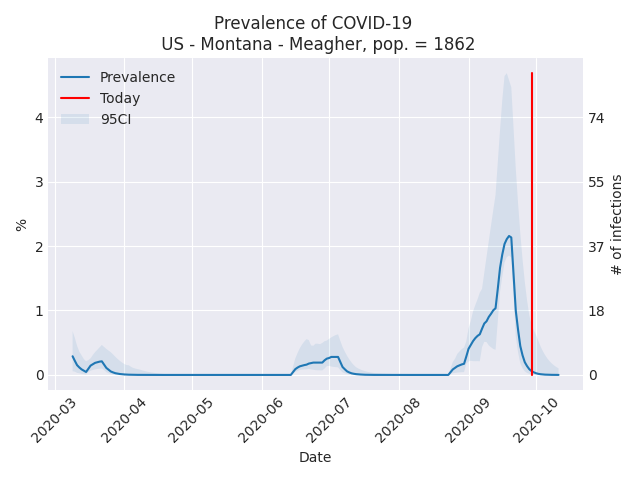 Prevalence of COVID-19
US - Montana - Meagher, pop. = 1862
Prevalence
Today
95CI
4
3
2
1
0
%
74
55
37
18
0
# of infections
2020-03
2020-04
2020-05
2020-06
2020-07
2020-08
2020-09
2020-10
Date